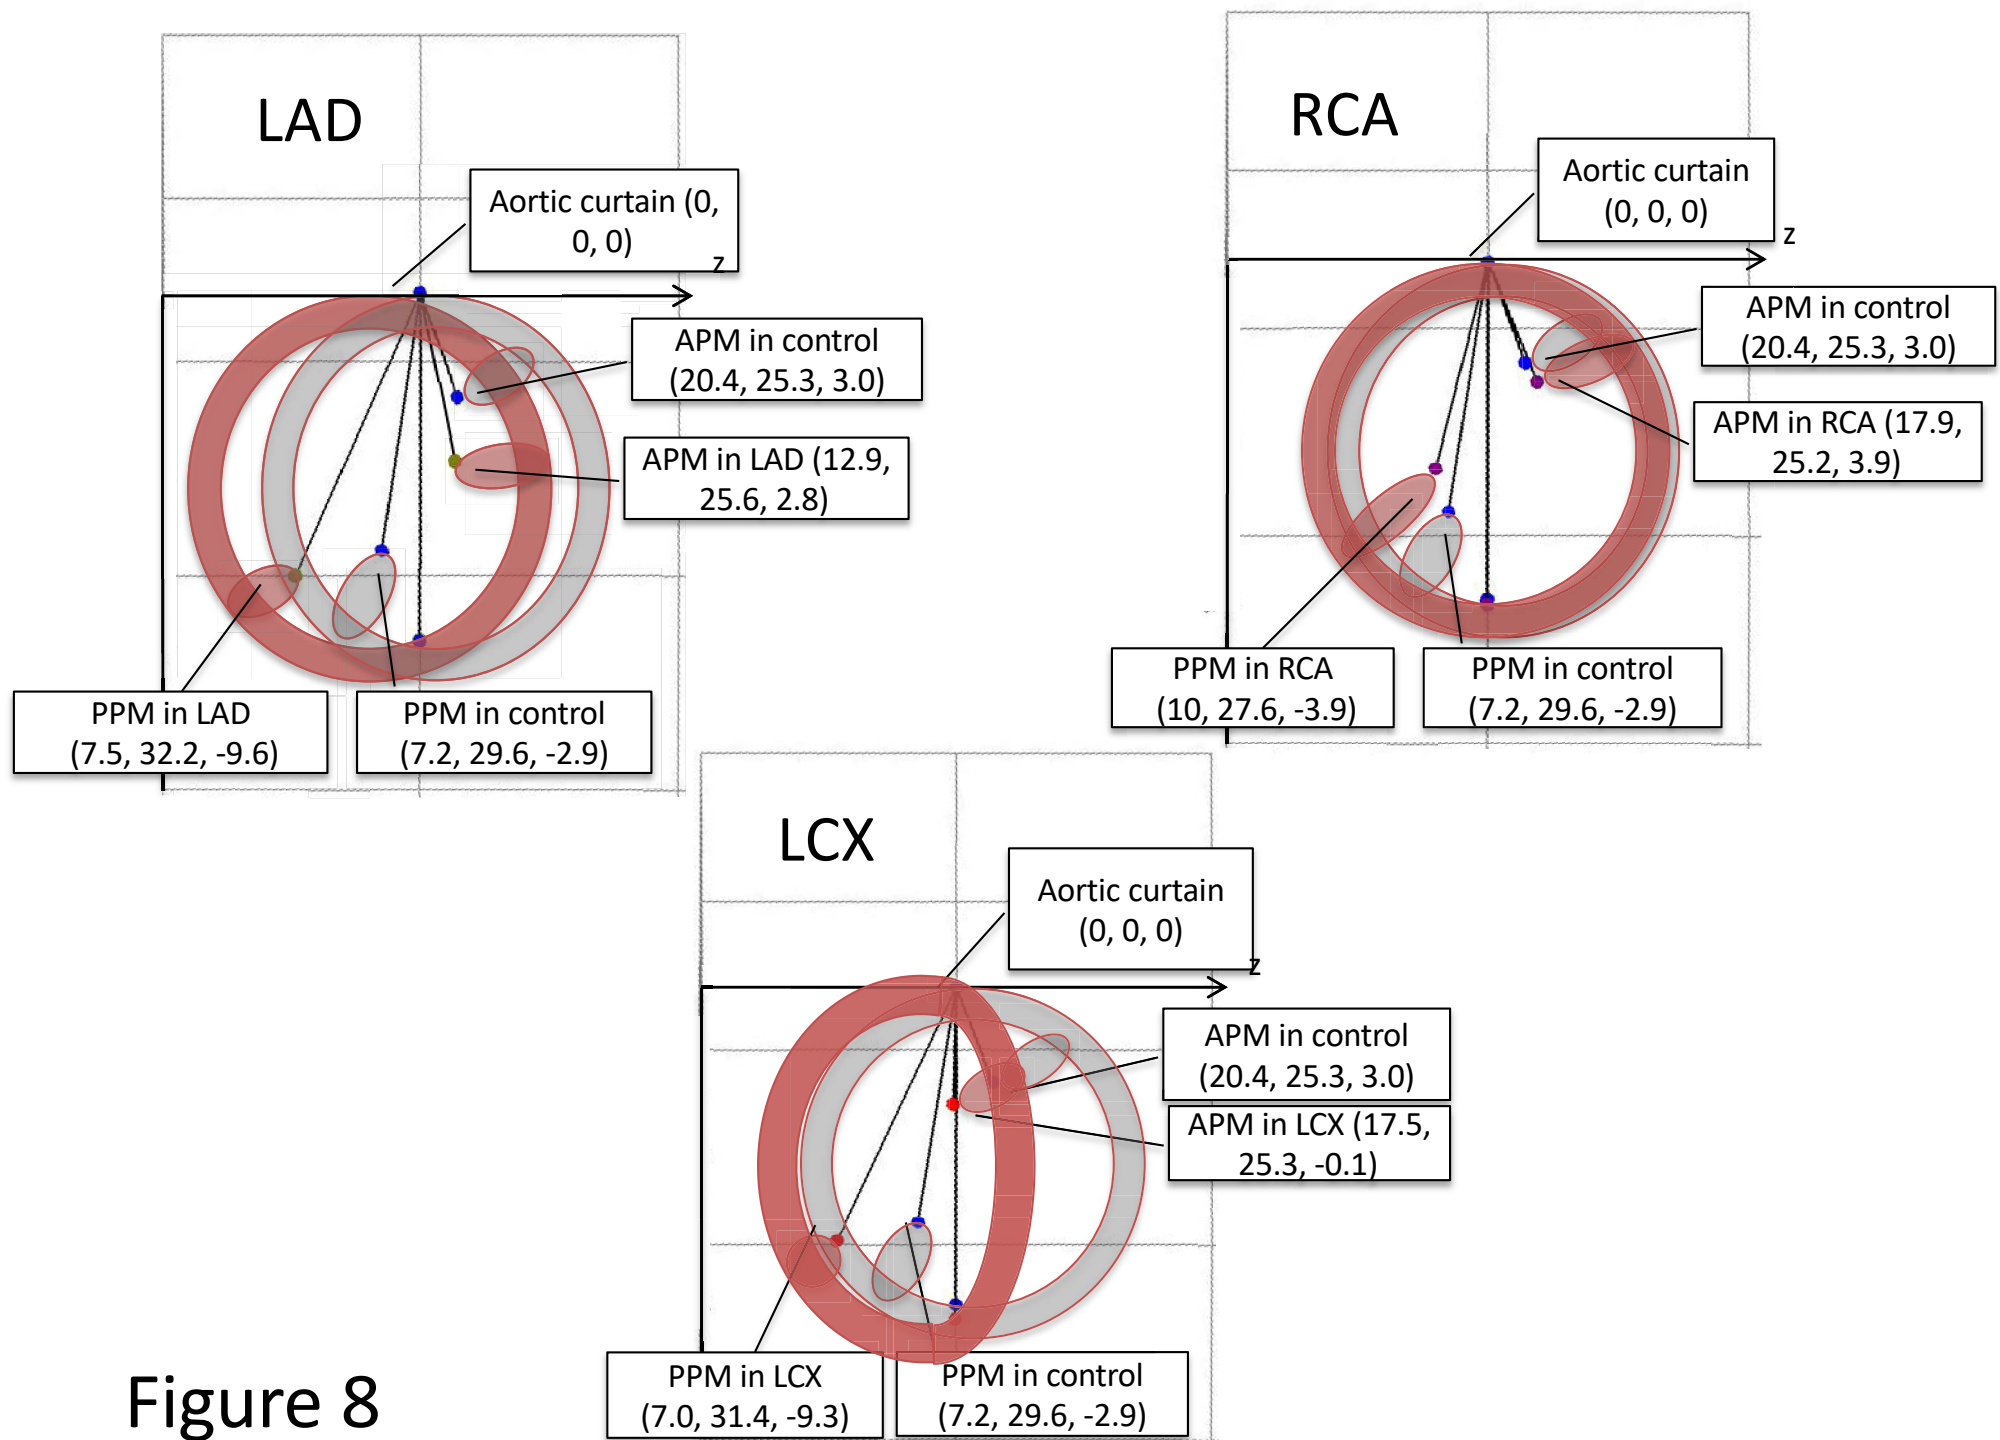 LAD
Aortic curtain (0,
0, 0)
z
APM in control
(20.4, 25.3, 3.0)
APM in LAD (12.9,
25.6, 2.8)
PPM in LAD
(7.5, 32.2, -9.6)
PPM in control
(7.2, 29.6, -2.9)
RCA
Aortic curtain
(0, 0, 0)
z
APM in control
(20.4, 25.3, 3.0)
APM in RCA (17.9,
25.2, 3.9)
PPM in RCA
(10, 27.6, -3.9)
PPM in control
(7.2, 29.6, -2.9)
LCX
Aortic curtain
(0, 0, 0)
z
APM in control
(20.4, 25.3, 3.0)
APM in LCX (17.5,
25.3, -0.1)
PPM in LCX
(7.0, 31.4, -9.3)
PPM in control
(7.2, 29.6, -2.9)
Figure 8